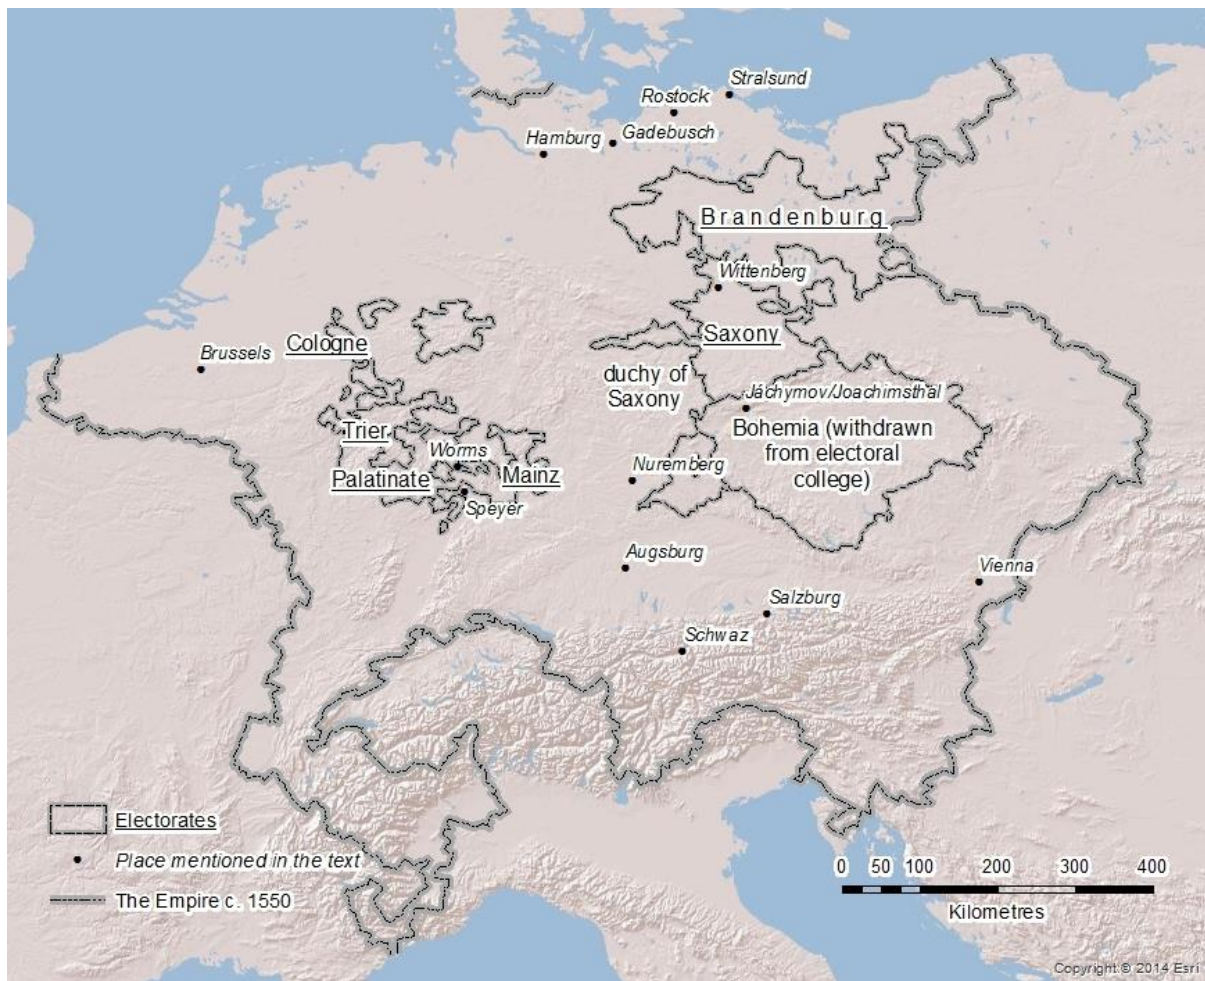 Stralsund
Rostock
Gadebusch
Hamburg
Brandenburg
Wittenberg
Cologne
Saxony
Brussels
duchy of
Saxony
Jáchymov/Joachimsthal
Trier
Bohemia (withdrawn
from electoral
college)
Worms
Palatinate
Mainz
Nuremberg
Speyer
Augsburg
Vienna
Salzburg
Schwaz
Electorates
Place mentioned in the text
The Empire c. 1550
0 50 100 200 300 400
Kilometres
Copyright:© 2014 Esri